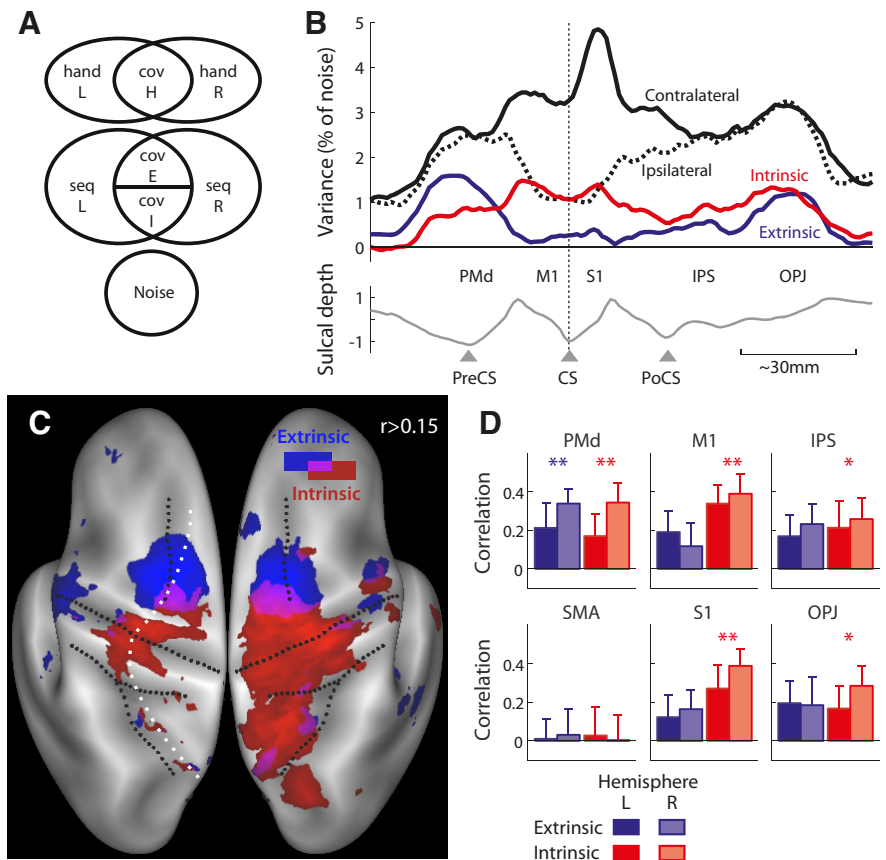 A
hand L
cov H
hand R
seq L
cov E
cov I
seq R
Noise
B
Variance (% of noise)
5
4
3
2
1
0
Contralateral
Ipsilateral
Intrinsic
Extrinsic
PMd M1 S1 IPS OPJ
Sulcal depth
1
-1
PreCS CS PoCS
~30mm
C
r>0.15
Extrinsic
Intrinsic
D
PMd M1 IPS
** ** ** *
Correlation
0.4
0.2
0
SMA S1 OPJ
** *
Correlation
0.4
0.2
0
Hemisphere
L R
Extrinsic
Intrinsic